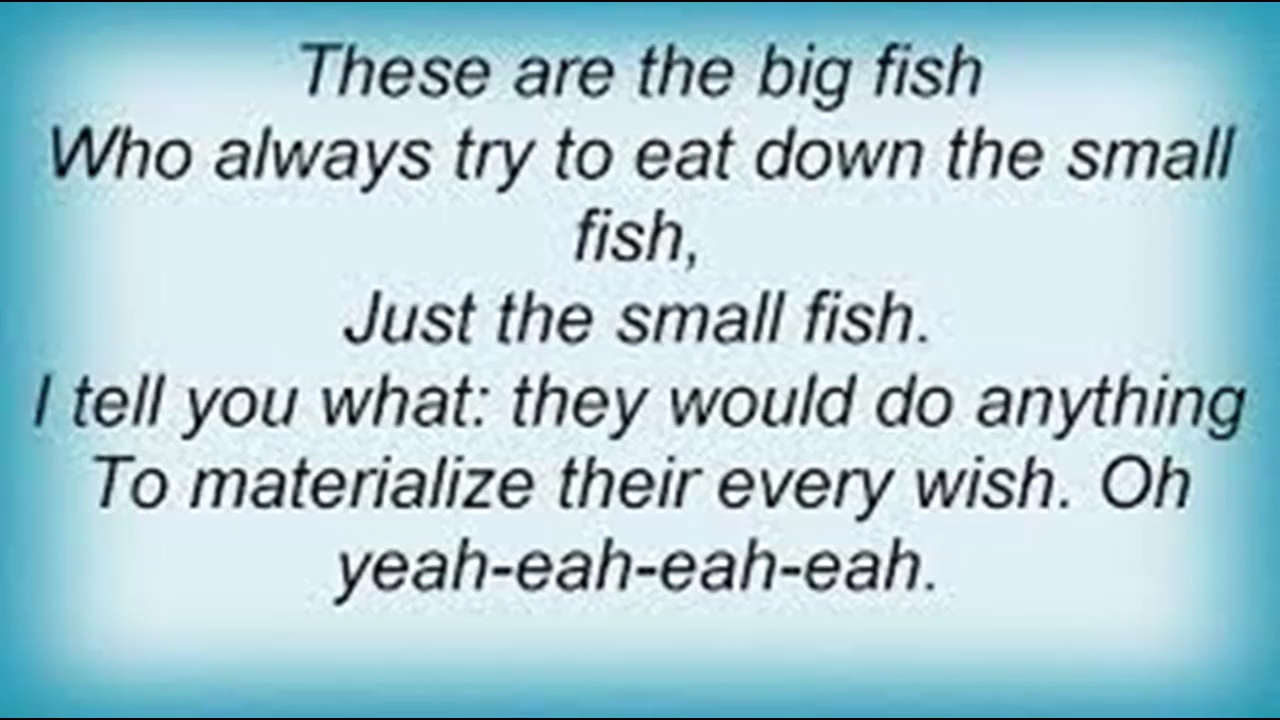 These are the big fish
Who always try to eat down the small
fish,
Just the small fish.
I tell you what: they would do anything
To materialize their every wish. Oh
yeah-eah-eah-eah.